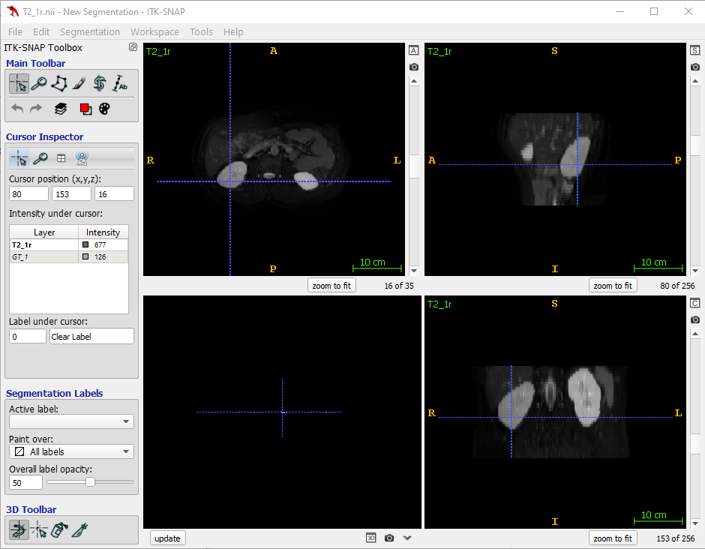 T2_1r.nii - New Segmentation - ITK-SNAP
File Edit Segmentation Workspace Tools Help
ITK-SNAP Toolbox
Main Toolbar
Ab
Cursor Inspector
Cursor position (x,y,z):
80 153 16
Intensity under cursor:
Layer Intensity
T2_1r 677
GT_1 126
Label under cursor:
0 Clear Label
Segmentation Labels
Active label:
Paint over:
All labels
Overall label opacity:
50
3D Toolbar
T2_1r
A
R
L
P
10 cm
A
zoom to fit 16 of 35
T2_1r
S
A
P
I
10 cm
S
zoom to fit 80 of 256
update
3D
T2_1r
S
R
L
I
10 cm
C
zoom to fit 153 of 256